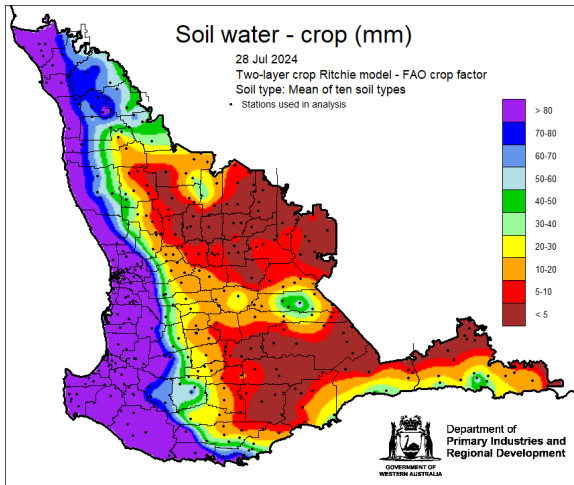 Soil water - crop (mm)
28 Jul 2024
Two-layer crop Ritchie model - FAO crop factor
Soil type: Mean of ten soil types
• Stations used in analysis
> 80
70-80
60-70
50-60
40-50
30-40
20-30
10-20
5-10
< 5
Department of
Primary Industries and
Regional Development
GOVERNMENT OF
WESTERN AUSTRALIA